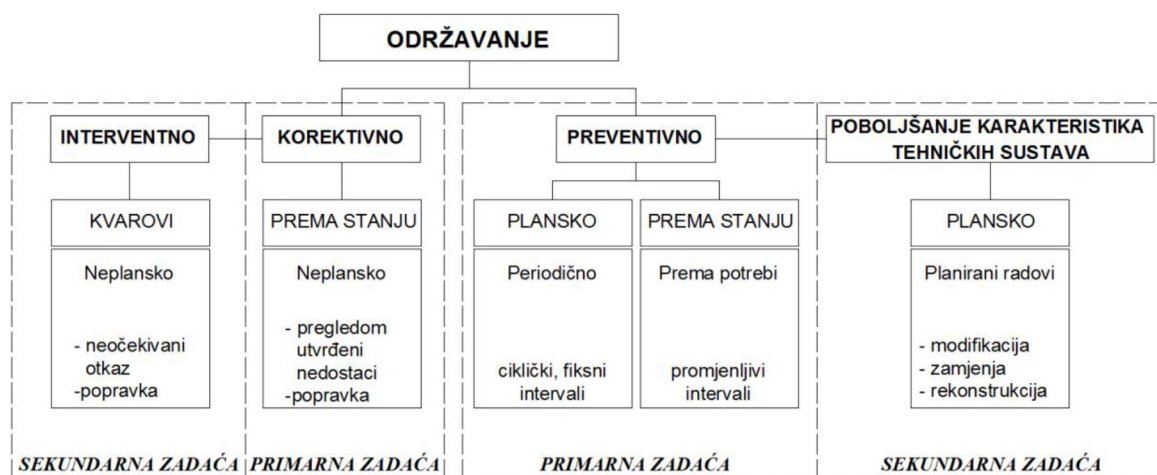 ODRŽAVANJE
INTERVENTNO
KOREKTIVNO
PREVENTIVNO
POBOLJŠANJE KARAKTERISTIKA
TEHNIČKIH SUSTAVA
KVAROVI
PREMA STANJU
PLANSKO
PREMA STANJU
PLANSKO
Neplansko
- neočekivani
otkaz
-popravka
Neplansko
- pregledom
utvrđeni
nedostaci
-popravka
Periodično
ciklički, fiksni
intervali
Prema potrebi
promjenljivi
intervali
Planirani radovi
- modifikacija
- zamjenja
- rekonstrukcija
SEKUNDARNA ZADAĆA
PRIMARNA ZADAĆA
PRIMARNA ZADAĆA
SEKUNDARNA ZADAĆA